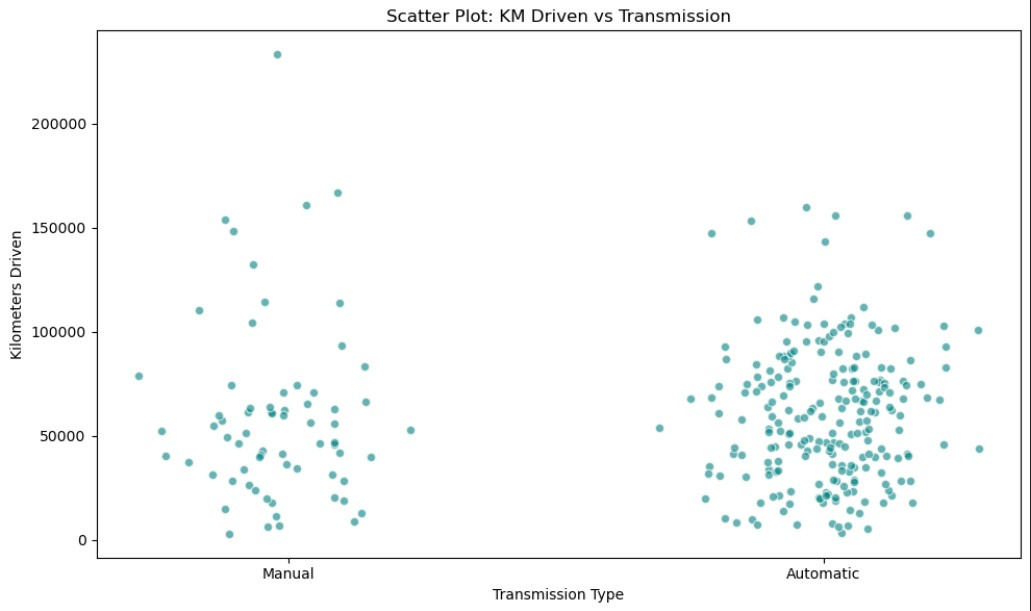 Scatter Plot: KM Driven vs Transmission
200000
150000
100000
50000
0
Kilometers Driven
Manual
Automatic
Transmission Type